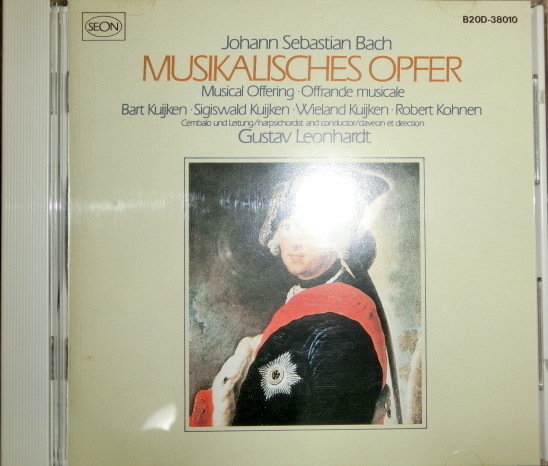 SEON
B20D-38010
Johann Sebastian Bach
MUSIKALISCHES OPFER
Musical Offering · Offrande musicale
Bart Kuijken · Sigiswald Kuijken · Wieland Kuijken · Robert Kohnen
Cembalo und Leitung/harpsichordist and conductor/clavecin et direction
Gustav Leonhardt